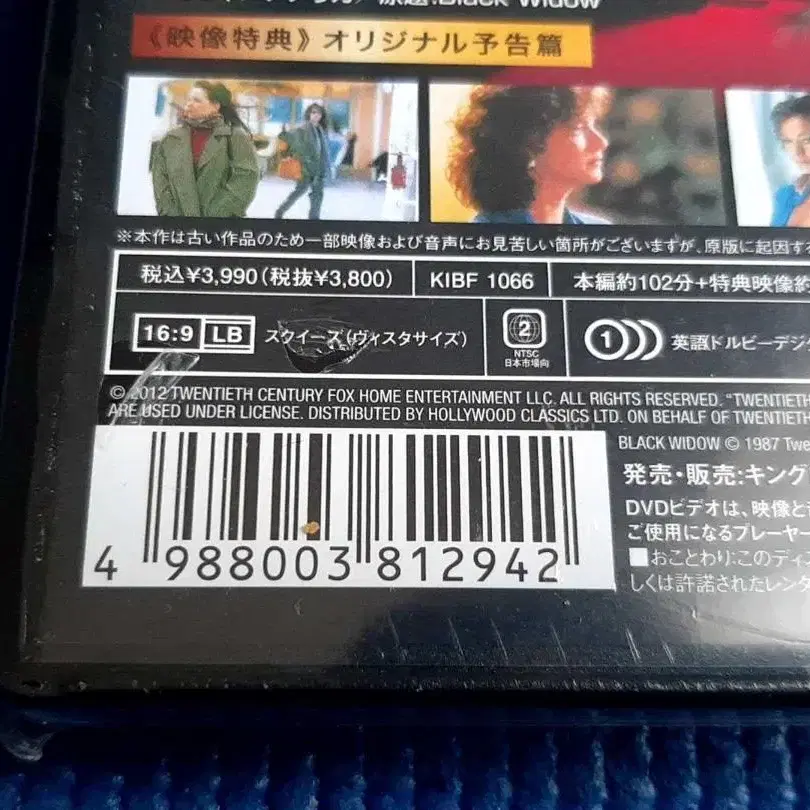 原題:Black Widow
《映像特典》オリジナル予告篇
※本作は古い作品のため一部映像および音声にお見苦しい箇所がございますが、原版に起因す
税込¥3,990(税抜¥3,800)
KIBF 1066
本編約102分+特典映像約
16:9 LB
スクイーズ(ヴィスタサイズ)
2
NTSC
日本市場向
1
英語ドルビーデジ
© 2012 TWENTIETH CENTURY FOX HOME ENTERTAINMENT LLC. ALL RIGHTS RESERVED. "TWENTIETH
ARE USED UNDER LICENSE. DISTRIBUTED BY HOLLYWOOD CLASSICS LTD. ON BEHALF OF TWENTIETH
BLACK WIDOW © 1987 Twe
発売・販売:キング
DVDビデオは、映像と
ご使用になるプレーヤー
■おことわり:このディス
しくは許諾されたレンタ
4 988003 812942